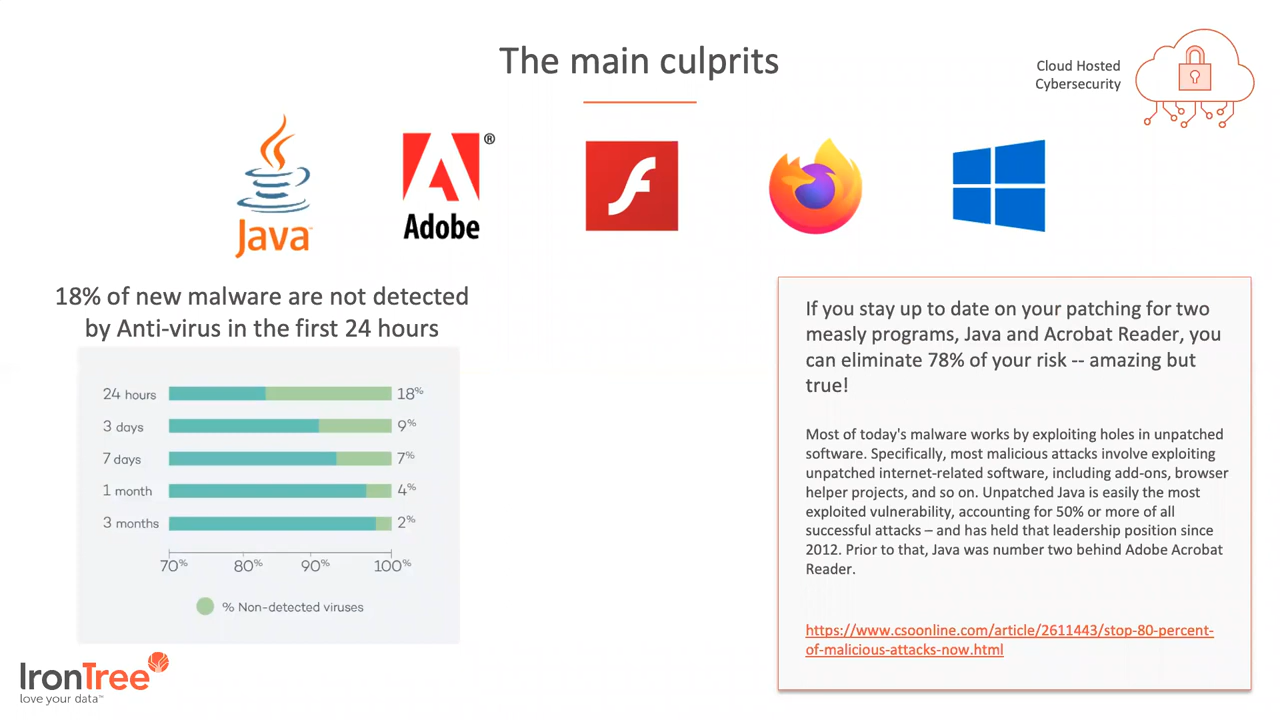 The main culprits
Cloud Hosted
Cybersecurity
Java™
Adobe®
18% of new malware are not detected
by Anti-virus in the first 24 hours
24 hours 18%
3 days 9%
7 days 7%
1 month 4%
3 months 2%
70% 80% 90% 100%
% Non-detected viruses
If you stay up to date on your patching for two
measly programs, Java and Acrobat Reader, you
can eliminate 78% of your risk -- amazing but
true!
Most of today's malware works by exploiting holes in unpatched
software. Specifically, most malicious attacks involve exploiting
unpatched internet-related software, including add-ons, browser
helper projects, and so on. Unpatched Java is easily the most
exploited vulnerability, accounting for 50% or more of all
successful attacks – and has held that leadership position since
2012. Prior to that, Java was number two behind Adobe Acrobat
Reader.
https://www.csoonline.com/article/2611443/stop-80-percent-
of-malicious-attacks-now.html
IronTree
love your data™